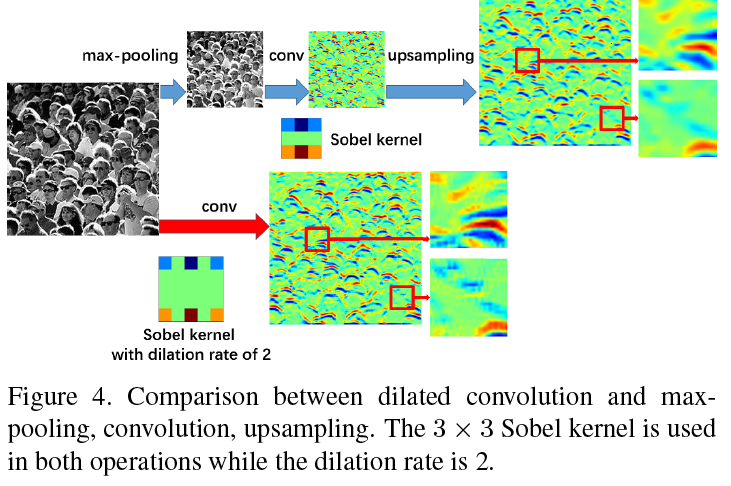 max-pooling
conv
upsampling
Sobel kernel
conv
Sobel kernel
with dilation rate of 2
Figure 4. Comparison between dilated convolution and max-
pooling, convolution, upsampling. The 3 × 3 Sobel kernel is used
in both operations while the dilation rate is 2.